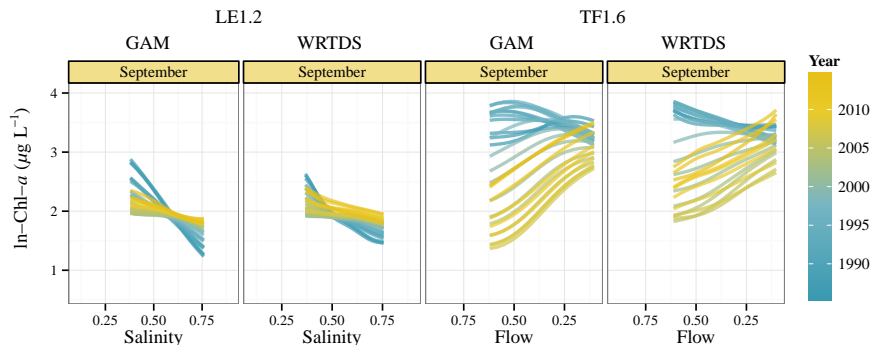 LE1.2 TF1.6
GAM WRTDS GAM WRTDS
September September September September
Year
ln−Chl−a (µg L−1)
4
3
2
1
2010
2005
2000
1995
1990
0.25 0.50 0.75 0.25 0.50 0.75 0.75 0.50 0.25 0.75 0.50 0.25
Salinity Salinity Flow Flow